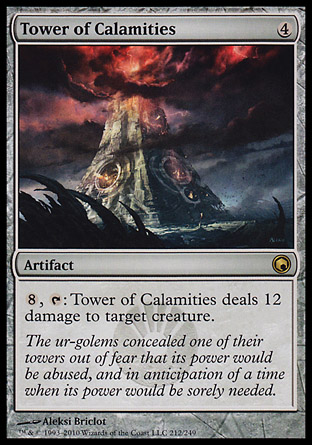 Tower of Calamities 4
Artifact
8, : Tower of Calamities deals 12
damage to target creature.
The ur-golems concealed one of their
towers out of fear that its power would
be abused, and in anticipation of a time
when its power would be sorely needed.
Aleksi Briclot
™ & © 1993–2010 Wizards of the Coast LLC 212/249